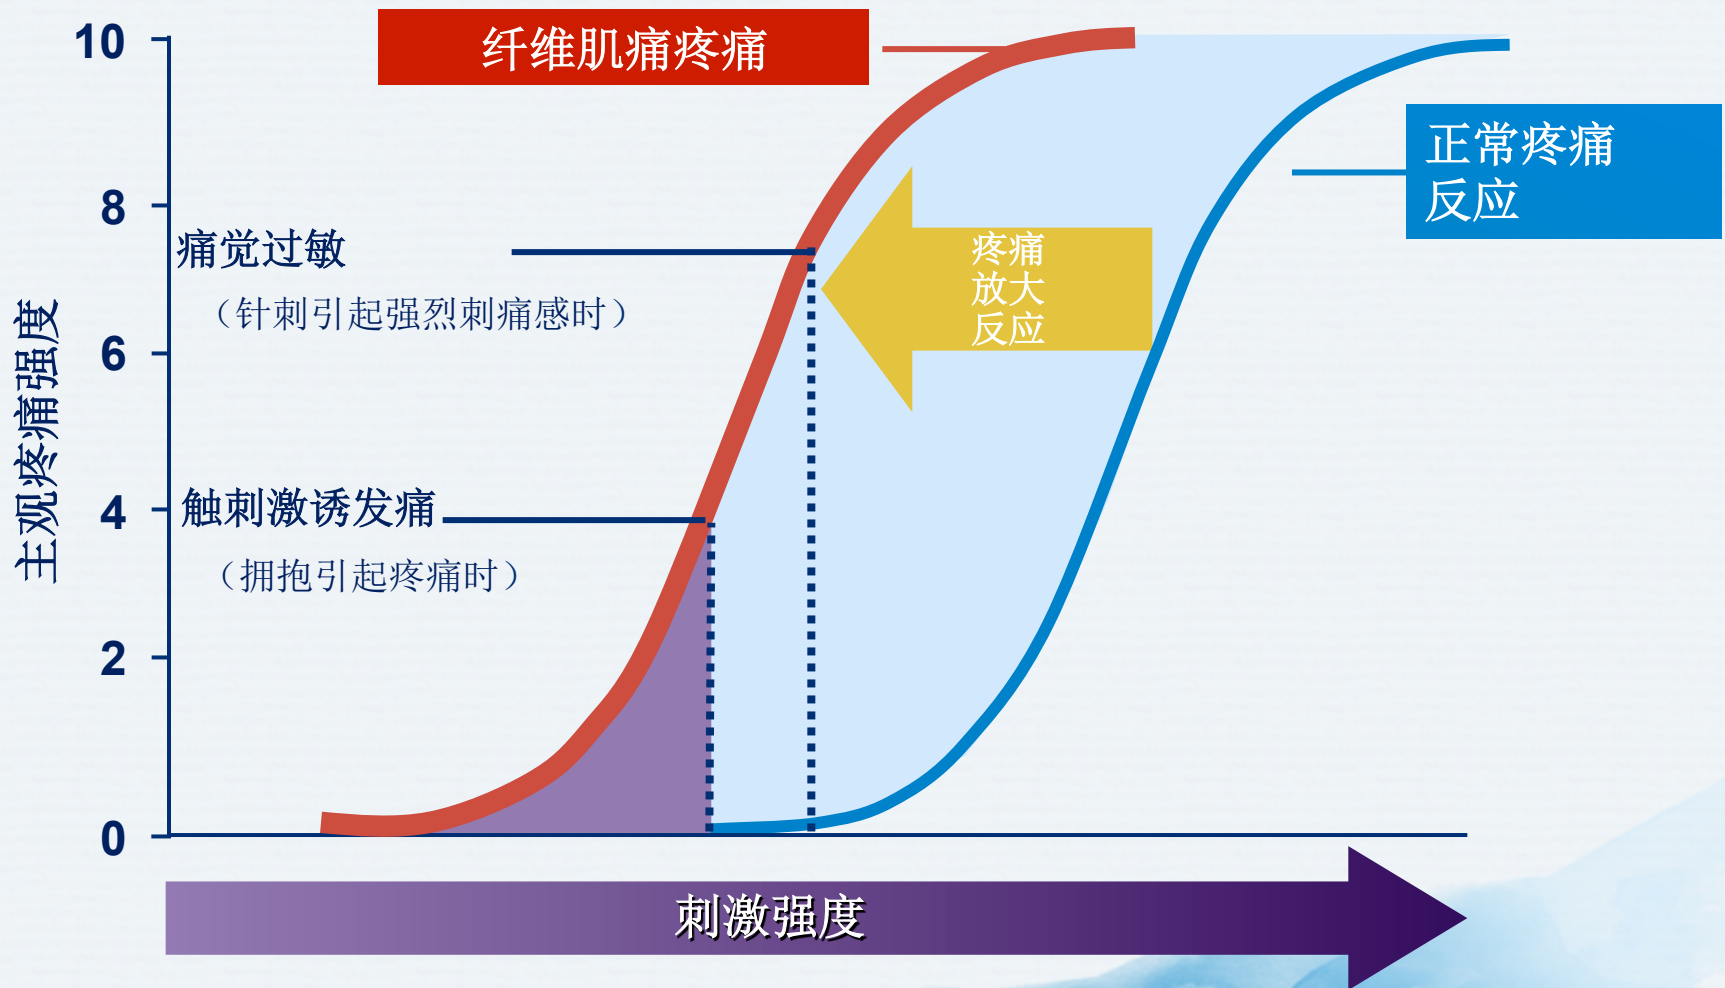 纤维肌痛疼痛
正常疼痛
反应
10
8
6
4
2
0
主观疼痛强度
痛觉过敏
（针刺引起强烈刺痛感时）
疼痛
放大
反应
触刺激诱发痛
（拥抱引起疼痛时）
刺激强度